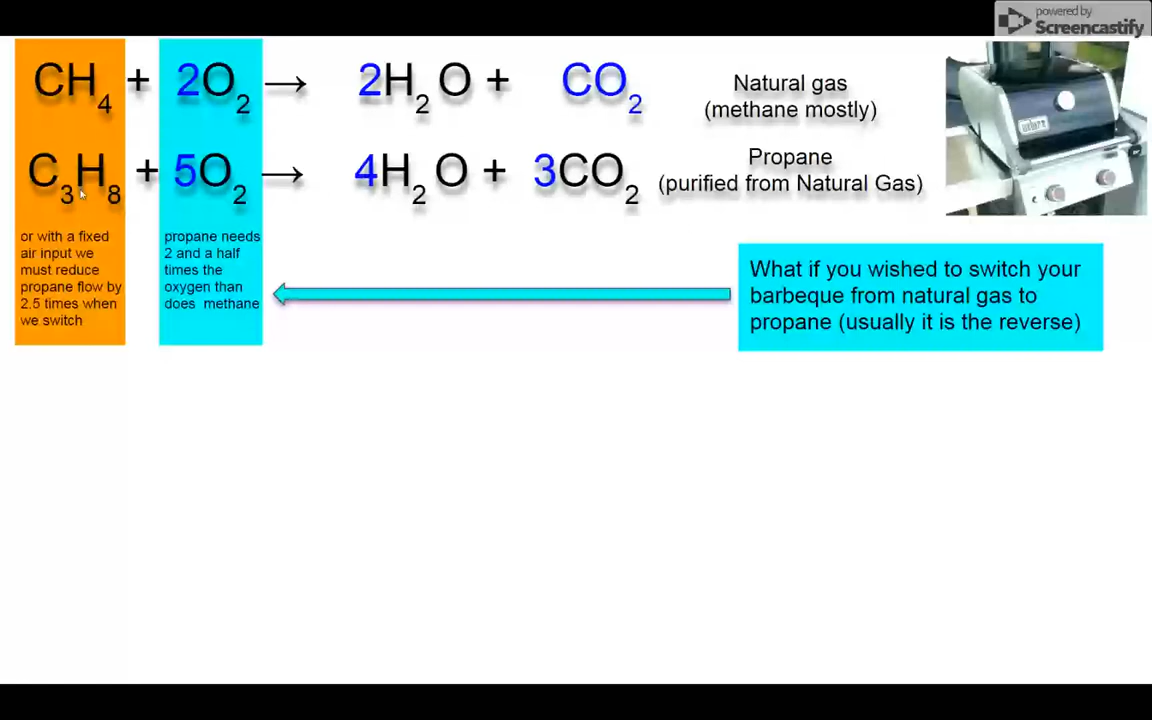 powered by
Screencastify
CH4 + 2O2 → 2H2O + CO2
Natural gas
(methane mostly)
weber
C3H8 + 5O2 → 4H2O + 3CO2
Propane
(purified from Natural Gas)
or with a fixed
air input we
must reduce
propane flow by
2.5 times when
we switch
propane needs
2 and a half
times the
oxygen than
does methane
What if you wished to switch your
barbeque from natural gas to
propane (usually it is the reverse)